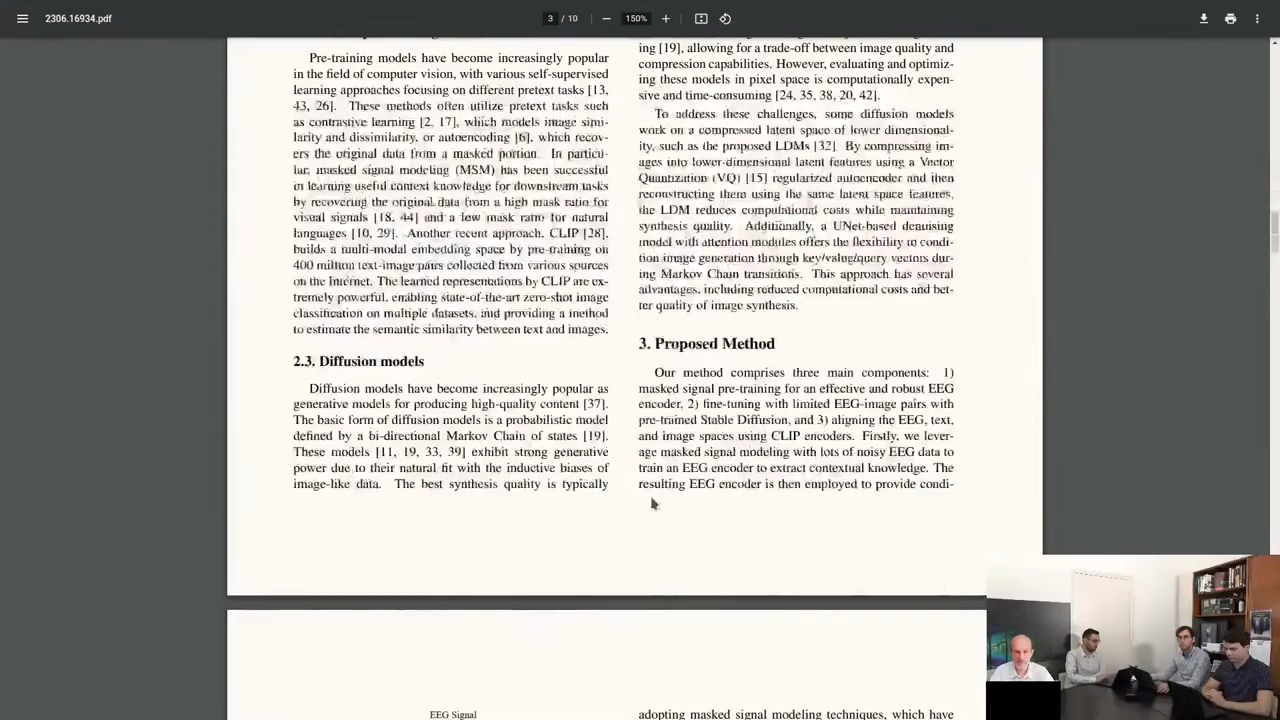 2306.16934.pdf
3 / 10
150%
Pre-training models have become increasingly popular
in the field of computer vision, with various self-supervised
learning approaches focusing on different pretext tasks [13,
43, 26]. These methods often utilize pretext tasks such
as contrastive learning [2, 17], which models image simi-
larity and dissimilarity, or autoencoding [6], which recov-
ers the original data from a masked portion. In particu-
lar, masked signal modeling (MSM) has been successful
in learning useful context knowledge for downstream tasks
by recovering the original data from a high mask ratio for
visual signals [18, 44] and a low mask ratio for natural
languages [10, 29]. Another recent approach, CLIP [28],
builds a multi-modal embedding space by pre-training on
400 million text-image pairs collected from various sources
on the Internet. The learned representations by CLIP are ex-
tremely powerful, enabling state-of-the-art zero-shot image
classification on multiple datasets, and providing a method
to estimate the semantic similarity between text and images.
2.3. Diffusion models
Diffusion models have become increasingly popular as
generative models for producing high-quality content [37].
The basic form of diffusion models is a probabilistic model
defined by a bi-directional Markov Chain of states [19].
These models [11, 19, 33, 39] exhibit strong generative
power due to their natural fit with the inductive biases of
image-like data. The best synthesis quality is typically
ing [19], allowing for a trade-off between image quality and
compression capabilities. However, evaluating and optimiz-
ing these models in pixel space is computationally expen-
sive and time-consuming [24, 35, 38, 20, 42].
To address these challenges, some diffusion models
work on a compressed latent space of lower dimensional-
ity, such as the proposed LDMs [32]. By compressing im-
ages into lower-dimensional latent features using a Vector
Quantization (VQ) [15] regularized autoencoder and then
reconstructing them using the same latent space features,
the LDM reduces computational costs while maintaining
synthesis quality. Additionally, a UNet-based denoising
model with attention modules offers the flexibility to condi-
tion image generation through key/value/query vectors dur-
ing Markov Chain transitions. This approach has several
advantages, including reduced computational costs and bet-
ter quality of image synthesis.
3. Proposed Method
Our method comprises three main components: 1)
masked signal pre-training for an effective and robust EEG
encoder, 2) fine-tuning with limited EEG-image pairs with
pre-trained Stable Diffusion, and 3) aligning the EEG, text,
and image spaces using CLIP encoders. Firstly, we lever-
age masked signal modeling with lots of noisy EEG data to
train an EEG encoder to extract contextual knowledge. The
resulting EEG encoder is then employed to provide condi-
EEG Signal
adopting masked signal modeling techniques, which have